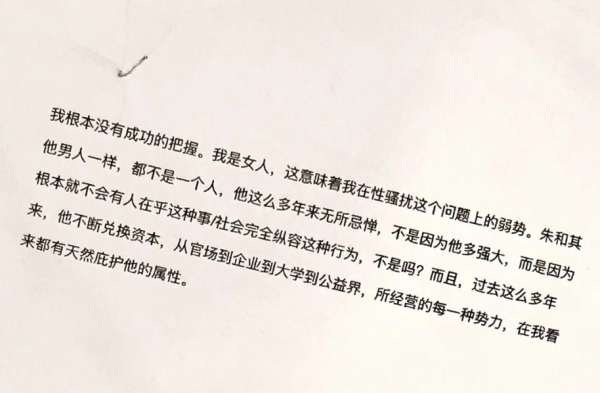 我根本没有成功的把握。我是女人，这意味着我在性骚扰这个问题上的弱势。朱和其
他男人一样，都不是一个人，他这么多年来无所忌惮，不是因为他多强大，而是因为
根本就不会有人在乎这种事/社会完全纵容这种行为，不是吗？而且，过去这么多年
来，他不断兑换资本，从官场到企业到大学到公益界，所经营的每一种势力，在我看
来都有天然庇护他的属性。